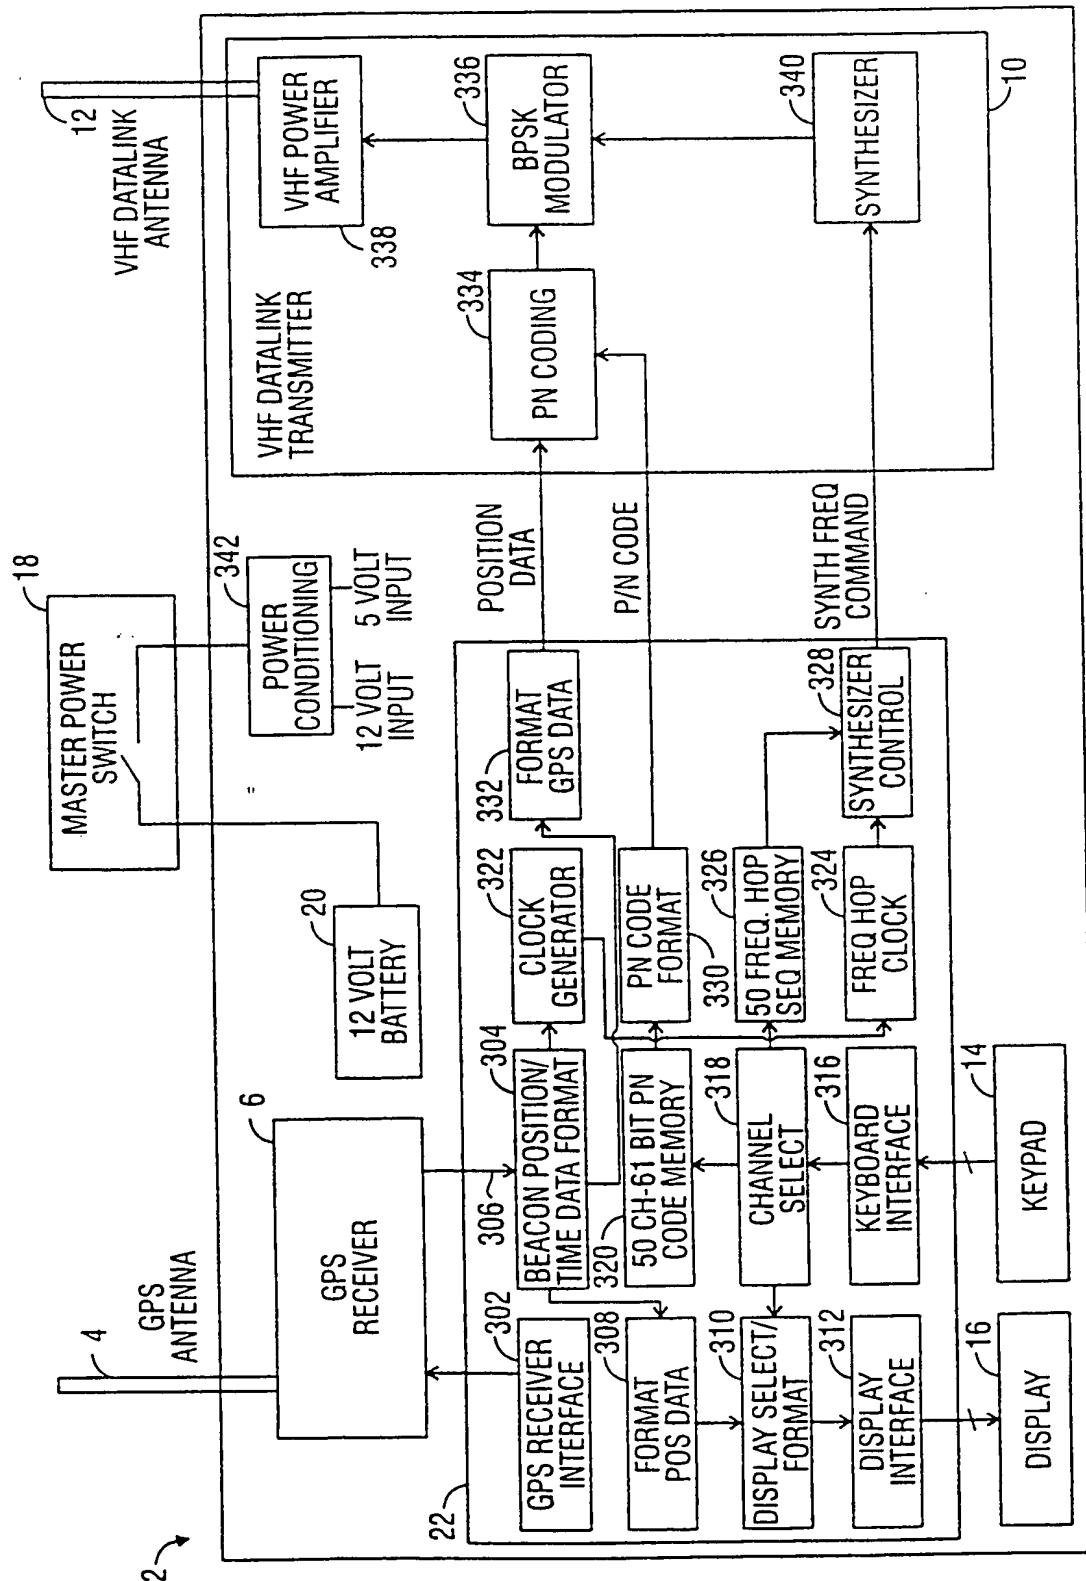 2
4
GPS
ANTENNA
6
GPS
RECEIVER
18
MASTER POWER
SWITCH
20
12 VOLT
BATTERY
342
POWER
CONDITIONING
12 VOLT
INPUT
5 VOLT
INPUT
12
VHF DATALINK
ANTENNA
VHF DATALINK
TRANSMITTER
VHF POWER
AMPLIFIER
338
334
PN CODING
336
BPSK
MODULATOR
340
SYNTHESIZER
10
POSITION
DATA
P/N CODE
SYNTH FREQ
COMMAND
22
302
GPS RECEIVER
INTERFACE
306
304
BEACON POSITION/
TIME DATA FORMAT
322
CLOCK
GENERATOR
332
FORMAT
GPS DATA
308
FORMAT
POS DATA
320
50 CH-61 BIT PN
CODE MEMORY
PN CODE
FORMAT
330
310
DISPLAY SELECT/
FORMAT
318
CHANNEL
SELECT
326
50 FREQ. HOP
SEQ MEMORY
328
SYNTHESIZER
CONTROL
312
DISPLAY
INTERFACE
316
KEYBOARD
INTERFACE
324
FREQ HOP
CLOCK
16
DISPLAY
14
KEYPAD